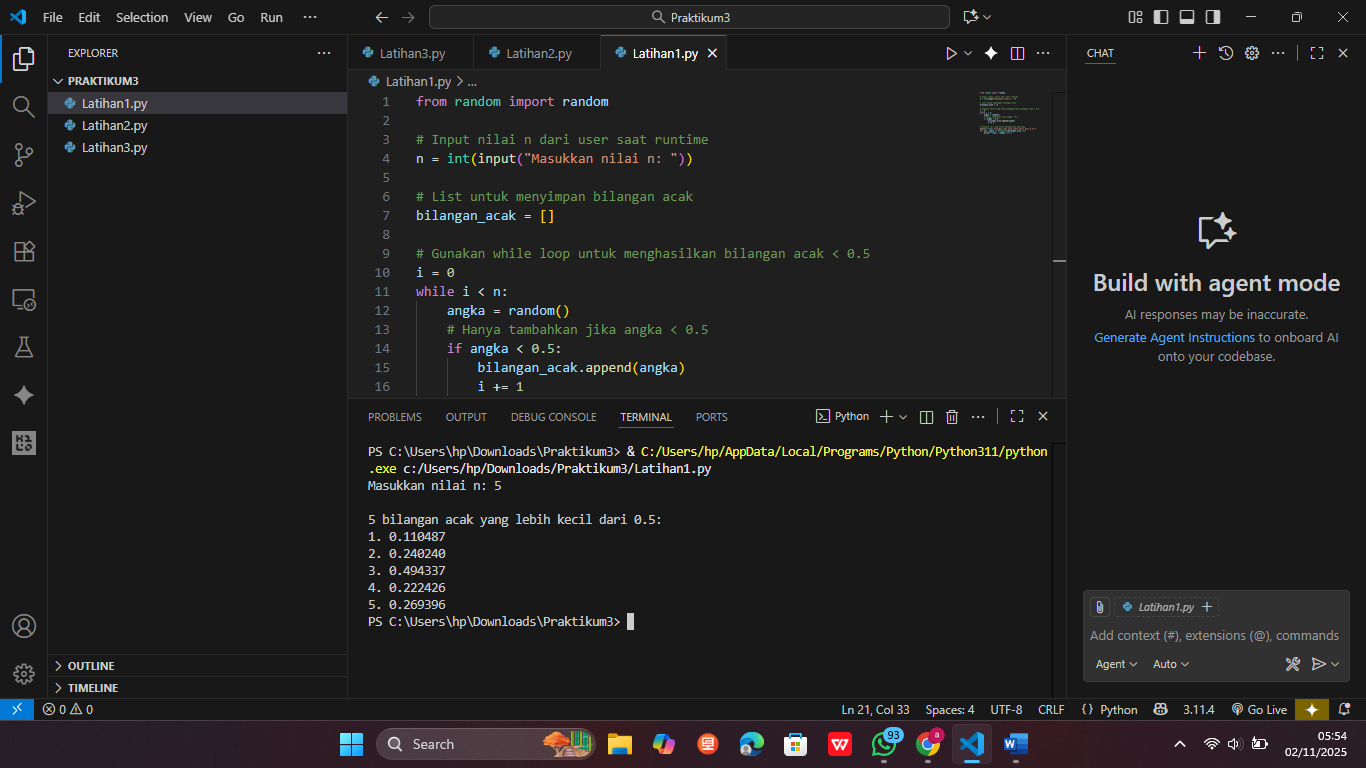 File Edit Selection View Go Run ···
Praktikum3
EXPLORER
PRAKTIKUM3
Latihan1.py
Latihan2.py
Latihan3.py
OUTLINE
TIMELINE
Latihan3.py Latihan2.py Latihan1.py
Latihan1.py > ...
1 from random import random
2
3 # Input nilai n dari user saat runtime
4 n = int(input("Masukkan nilai n: "))
5
6 # List untuk menyimpan bilangan acak
7 bilangan_acak = []
8
9 # Gunakan while loop untuk menghasilkan bilangan acak < 0.5
10 i = 0
11 while i < n:
12 angka = random()
13 # Hanya tambahkan jika angka < 0.5
14 if angka < 0.5:
15 bilangan_acak.append(angka)
16 i += 1
PROBLEMS OUTPUT DEBUG CONSOLE TERMINAL PORTS
Python
PS C:\Users\hp\Downloads\Praktikum3> & C:/Users/hp/AppData/Local/Programs/Python/Python311/python
.exe c:/Users/hp/Downloads/Praktikum3/Latihan1.py
Masukkan nilai n: 5
5 bilangan acak yang lebih kecil dari 0.5:
1. 0.110487
2. 0.240240
3. 0.494337
4. 0.222426
5. 0.269396
PS C:\Users\hp\Downloads\Praktikum3>
CHAT
Build with agent mode
AI responses may be inaccurate.
Generate Agent Instructions to onboard AI
onto your codebase.
Latihan1.py
Add context (#), extensions (@), commands
Agent Auto
0 0
Ln 21, Col 33 Spaces: 4 UTF-8 CRLF {} Python 3.11.4 Go Live
Search
93
a
W
W
05:54
02/11/2025